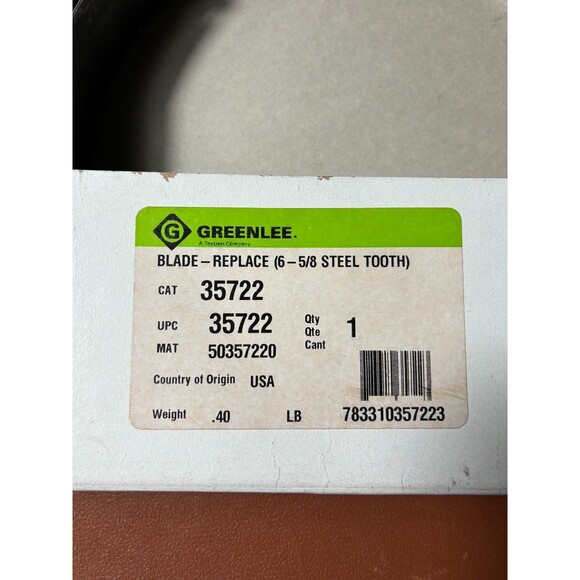 G GREENLEE.
A Textron Company
BLADE – REPLACE (6 – 5/8 STEEL TOOTH)
CAT 35722
UPC 35722 Qty Qte Cant 1
MAT 50357220
Country of Origin USA
Weight .40 LB 783310357223